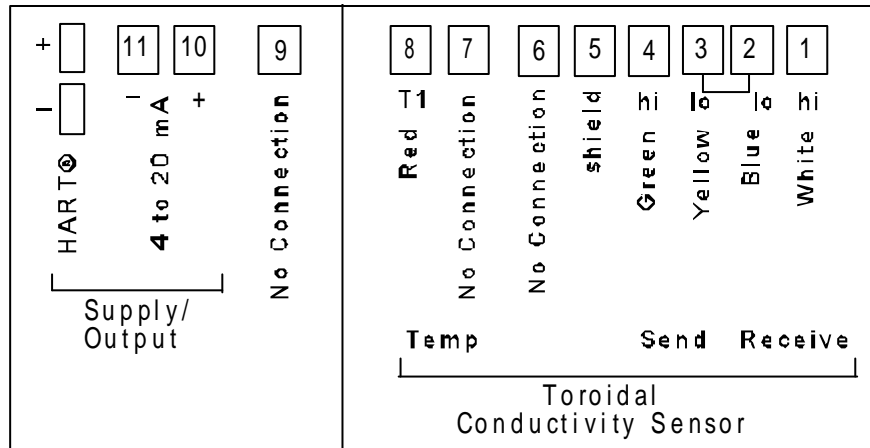 + 11 10 9 8 7 6 5 4 3 2 1
−
− +
HART®
4 to 20 mA
No Connection
T1
Red
No Connection
No Connection
shield
hi
Green
lo
Yellow
lo
Blue
hi
White
Supply/
Output
Temp Send Receive
Toroidal
Conductivity Sensor